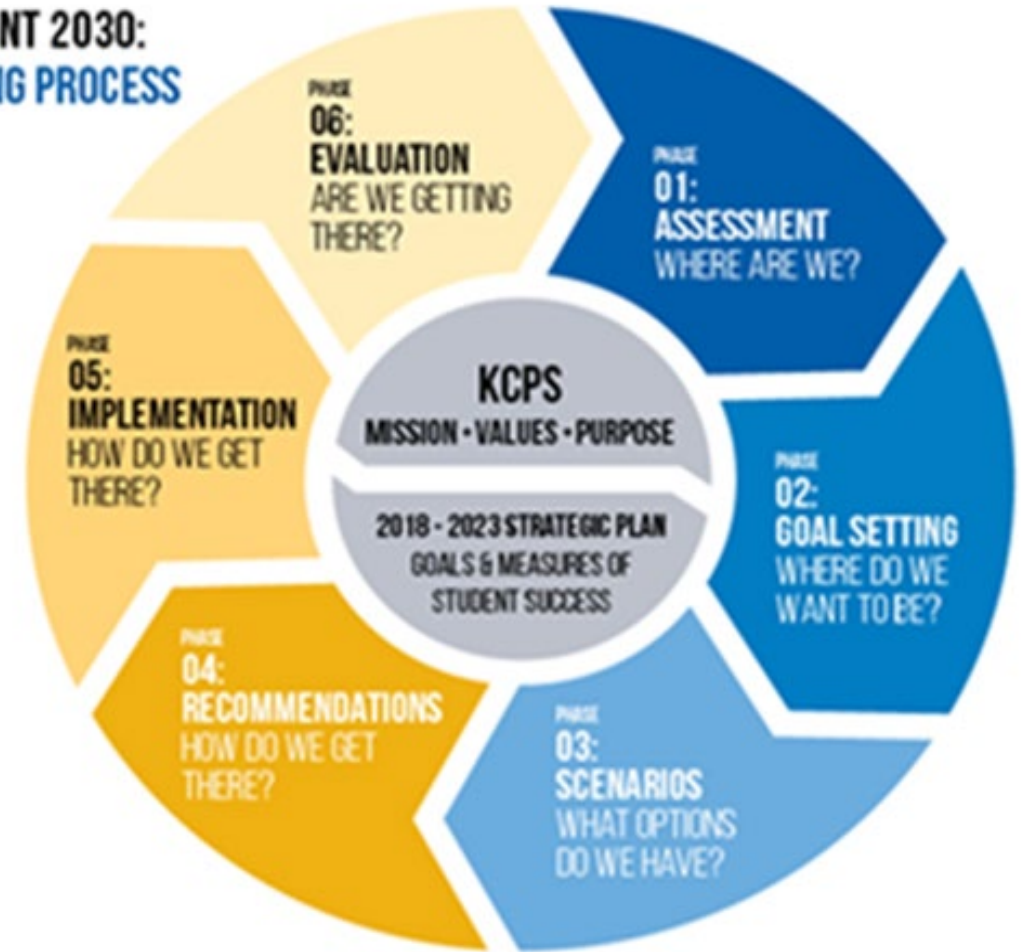 NT 2030:
G PROCESS
PHASE
01:
ASSESSMENT
WHERE ARE WE?
PHASE
02:
GOAL SETTING
WHERE DO WE
WANT TO BE?
PHASE
03:
SCENARIOS
WHAT OPTIONS
DO WE HAVE?
PHASE
04:
RECOMMENDATIONS
HOW DO WE GET
THERE?
PHASE
05:
IMPLEMENTATION
HOW DO WE GET
THERE?
PHASE
06:
EVALUATION
ARE WE GETTING
THERE?
KCPS
MISSION • VALUES • PURPOSE
2018 - 2023 STRATEGIC PLAN
GOALS & MEASURES OF
STUDENT SUCCESS